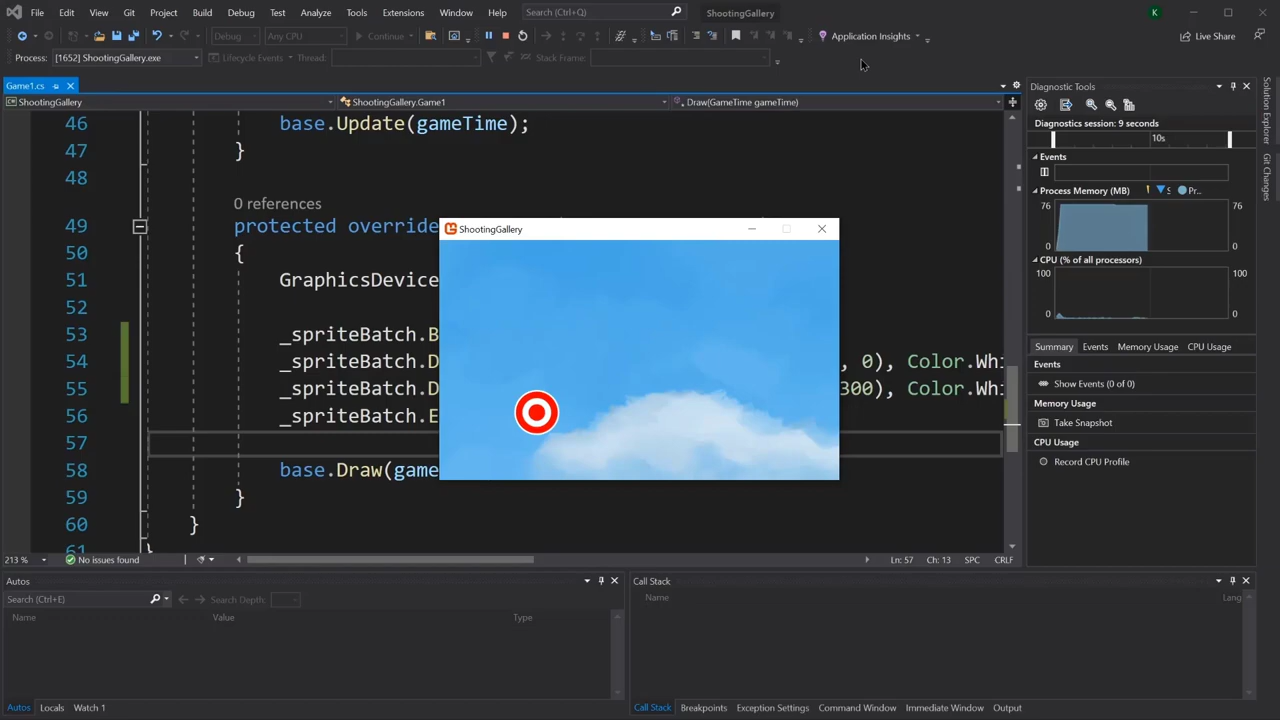 File Edit View Git Project Build Debug Test Analyze Tools Extensions Window Help Search (Ctrl+Q) ShootingGallery K
Debug Any CPU Continue Application Insights Live Share
Process: [1652] ShootingGallery.exe Lifecycle Events Thread: Stack Frame:
Game1.cs
ShootingGallery ShootingGallery.Game1 Draw(GameTime gameTime)
46 base.Update(gameTime);
47 }
48
0 references
49 protected override
50 {
51 GraphicsDevice
52
53 _spriteBatch.B
54 _spriteBatch.D , 0), Color.Whi
55 _spriteBatch.D 300), Color.Whi
56 _spriteBatch.E
57
58 base.Draw(game
59 }
60 }
61 }
ShootingGallery
213 % No issues found Ln: 57 Ch: 13 SPC CRLF
Diagnostic Tools
Diagnostics session: 9 seconds
10s
Events
Process Memory (MB) S Pr...
76 76
0 0
CPU (% of all processors)
100 100
0 0
Summary Events Memory Usage CPU Usage
Events
Show Events (0 of 0)
Memory Usage
Take Snapshot
CPU Usage
Record CPU Profile
Solution Explorer
Git Changes
Autos
Search (Ctrl+E) Search Depth:
Name Value Type
Autos Locals Watch 1
Call Stack
Name Lang
Call Stack Breakpoints Exception Settings Command Window Immediate Window Output